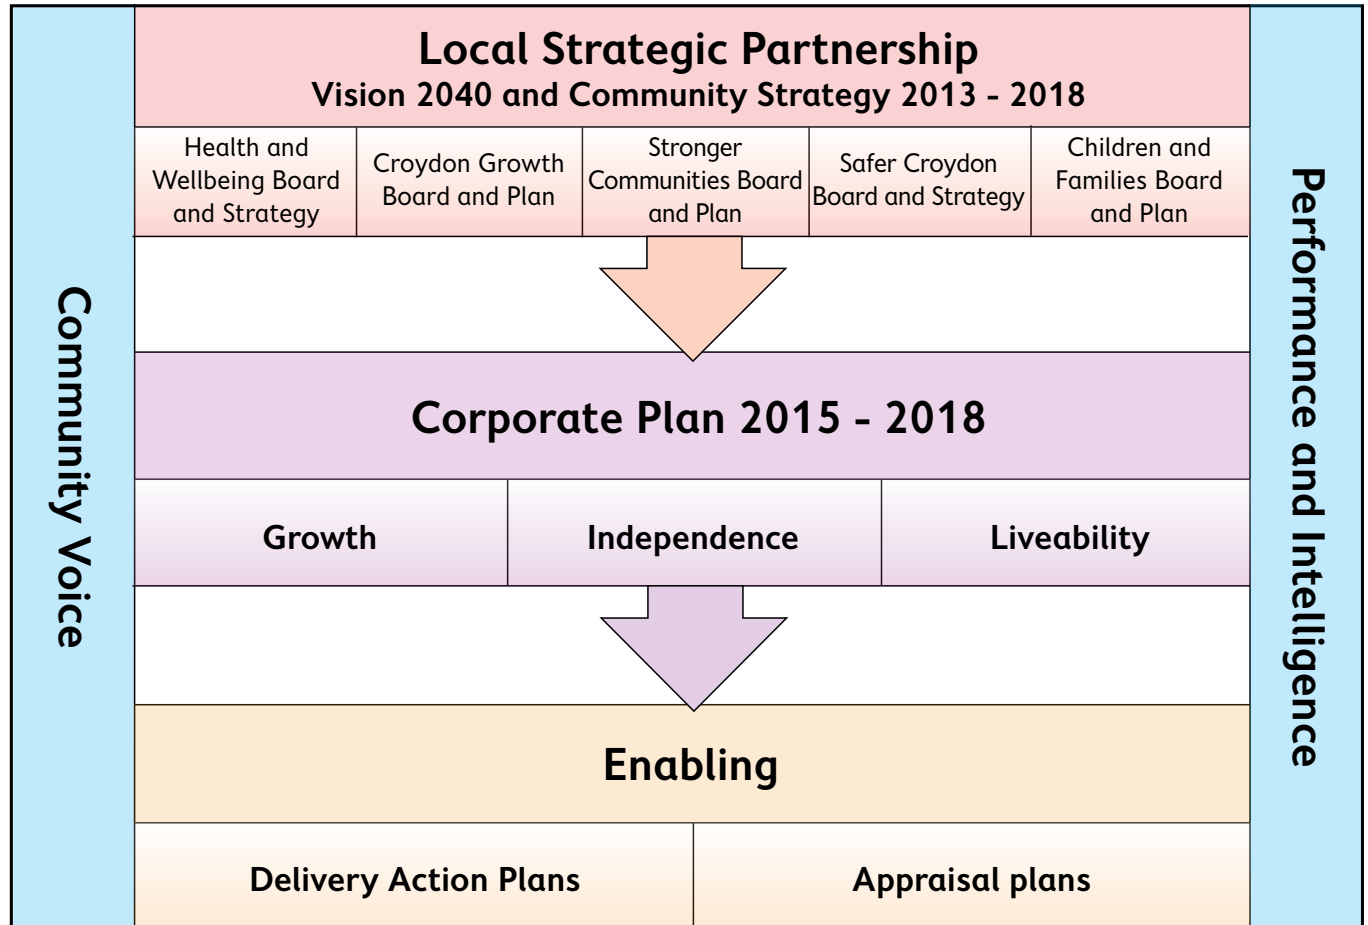 Local Strategic Partnership
Vision 2040 and Community Strategy 2013 - 2018
Health and
Wellbeing Board
and Strategy
Croydon Growth
Board and Plan
Stronger
Communities Board
and Plan
Safer Croydon
Board and Strategy
Children and
Families Board
and Plan
Community Voice
Performance and Intelligence
Corporate Plan 2015 - 2018
Growth
Independence
Liveability
Enabling
Delivery Action Plans
Appraisal plans